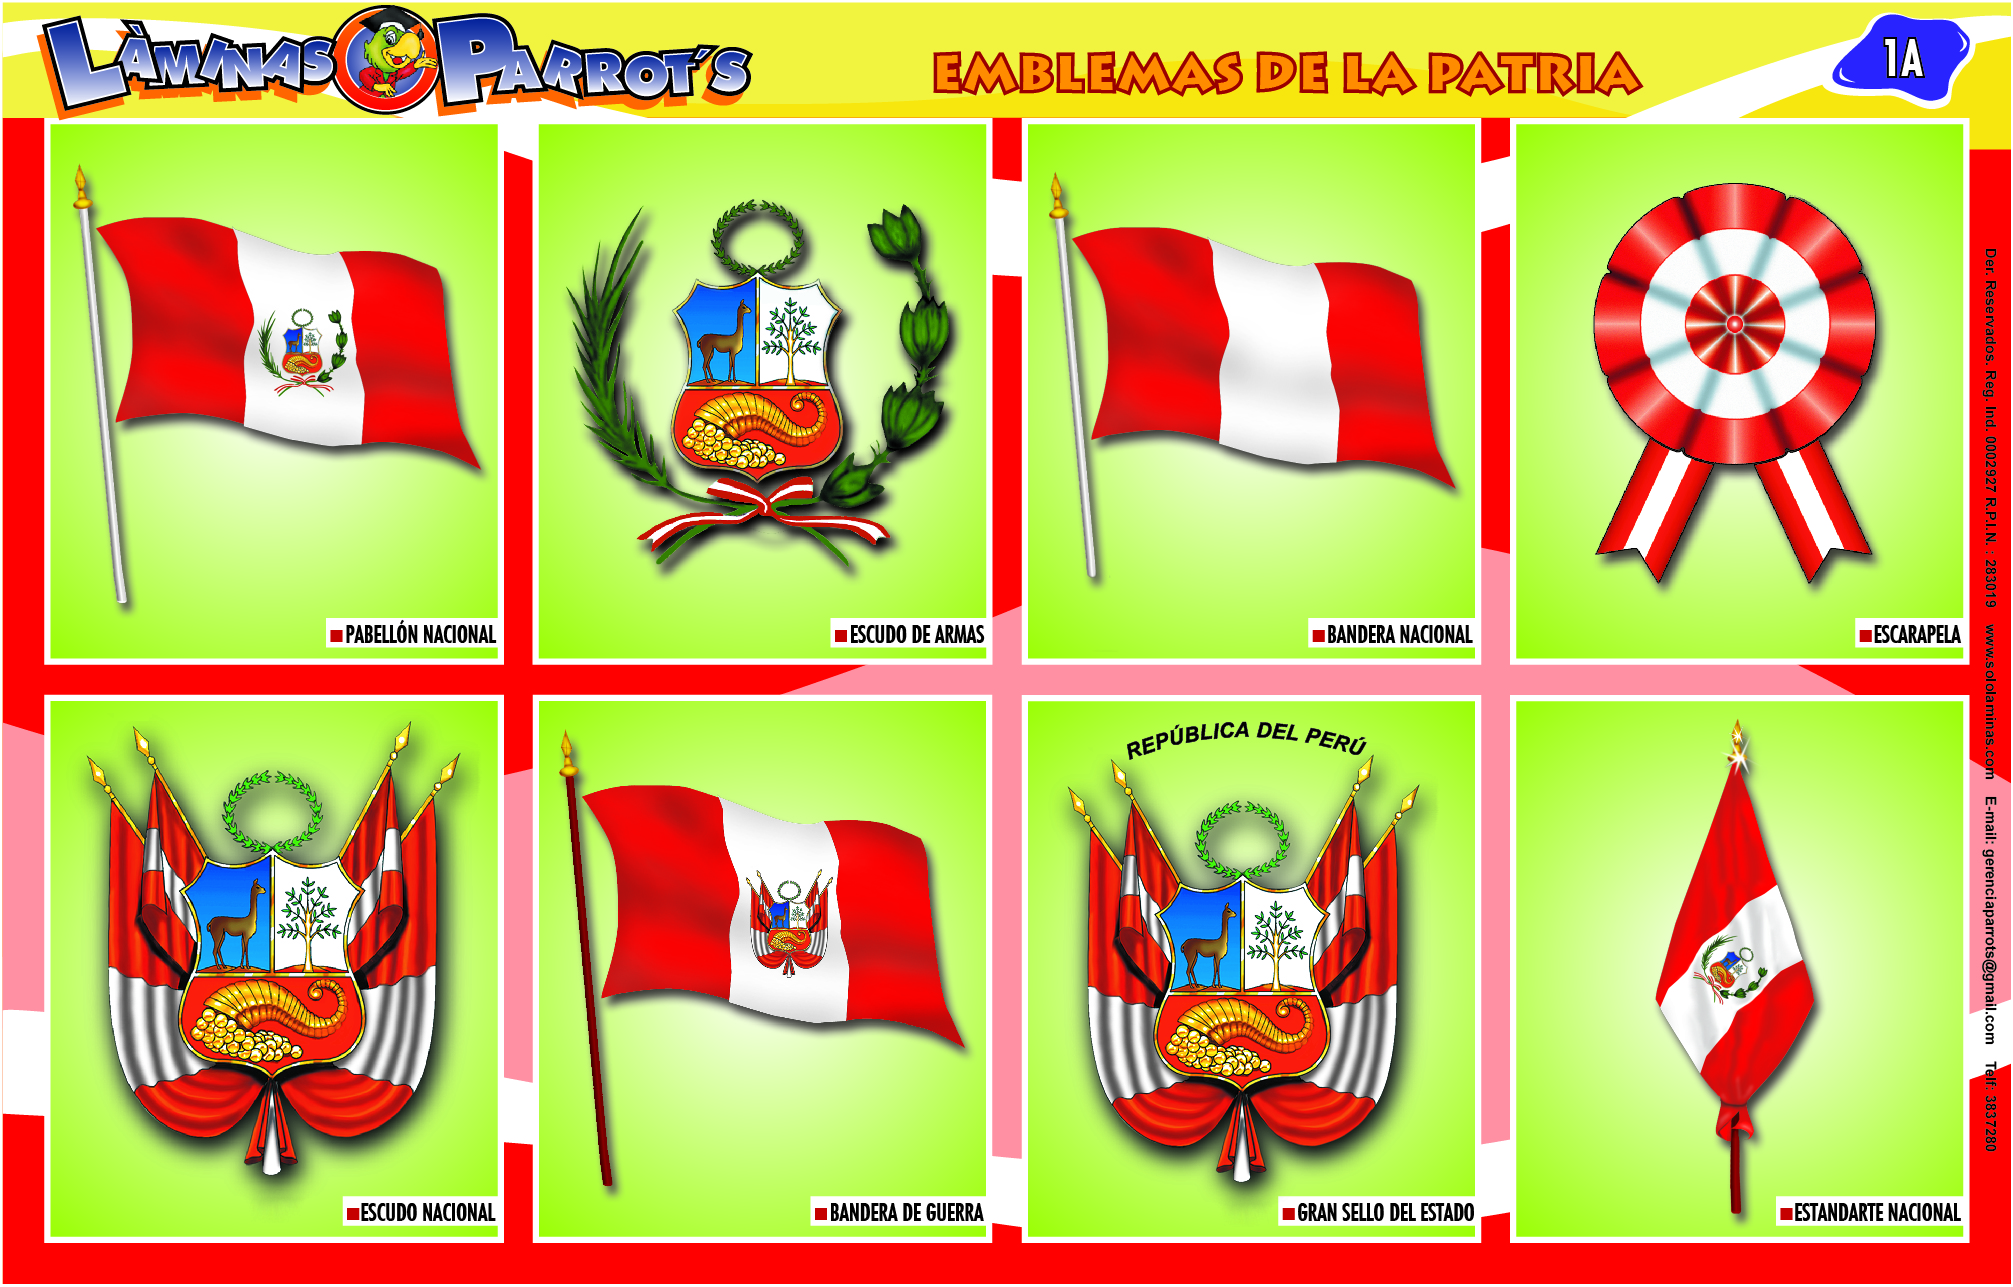 LÀMINAS PARROT´S
EMBLEMAS DE LA PATRIA
1A
PABELLÓN NACIONAL
ESCUDO DE ARMAS
BANDERA NACIONAL
ESCARAPELA
REPÚBLICA DEL PERÚ
ESCUDO NACIONAL
BANDERA DE GUERRA
GRAN SELLO DEL ESTADO
ESTANDARTE NACIONAL
Der. Reservados. Reg. Ind. 0002927 R.P.I.N. : 283019 www.sololaminas.com E-mail: gerenciaparrots@gmail.com Telf: 3837280